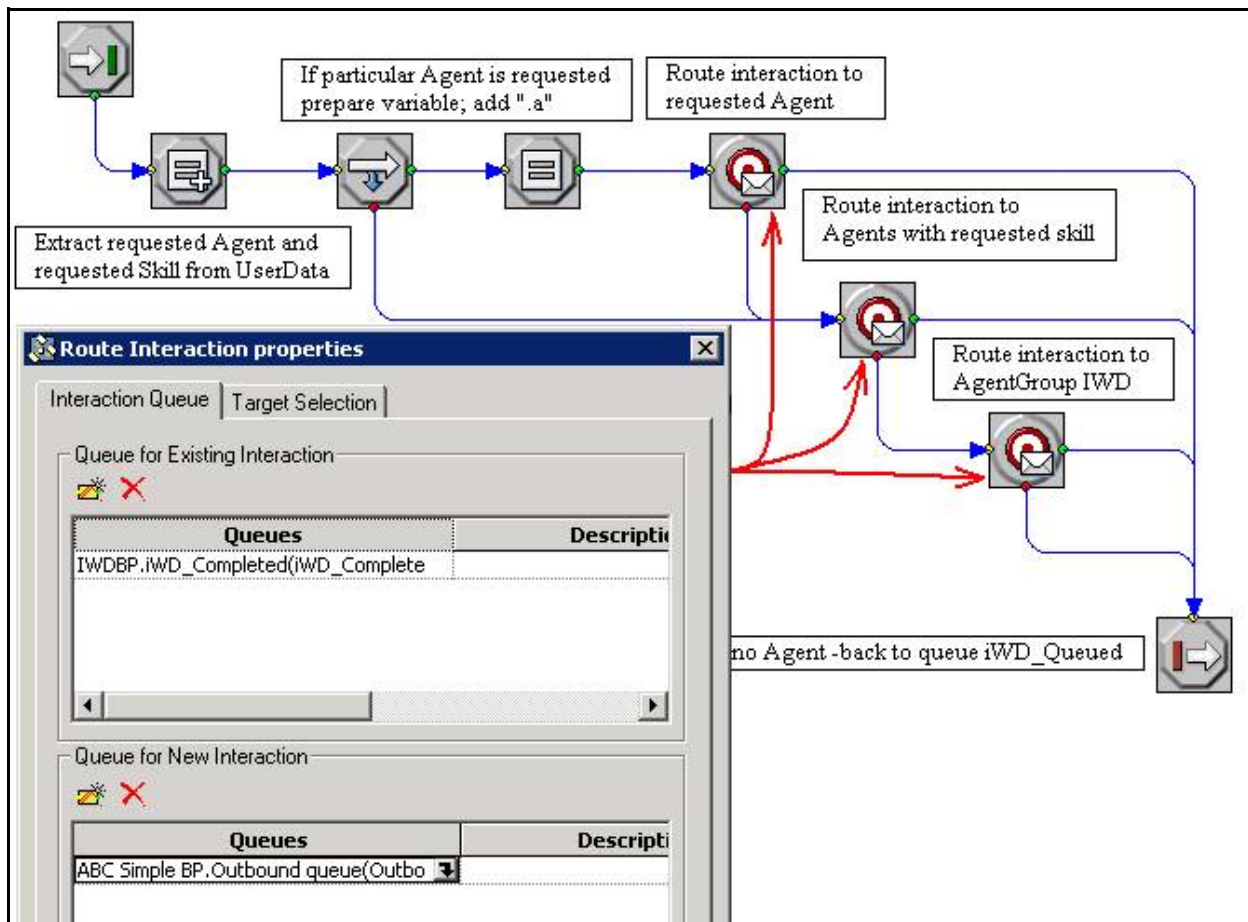 If particular Agent is requested
prepare variable; add ".a"
Route interaction to
requested Agent
Extract requested Agent and
requested Skill from UserData
Route interaction to
Agents with requested skill
Route interaction to
AgentGroup IWD
no Agent -back to queue iWD_Queued
Route Interaction properties
Interaction Queue
Target Selection
Queue for Existing Interaction
Queues
Descriptio
IWDBP.iWD_Completed(iWD_Complete
Queue for New Interaction
Queues
Descripti
ABC Simple BP.Outbound queue(Outbo